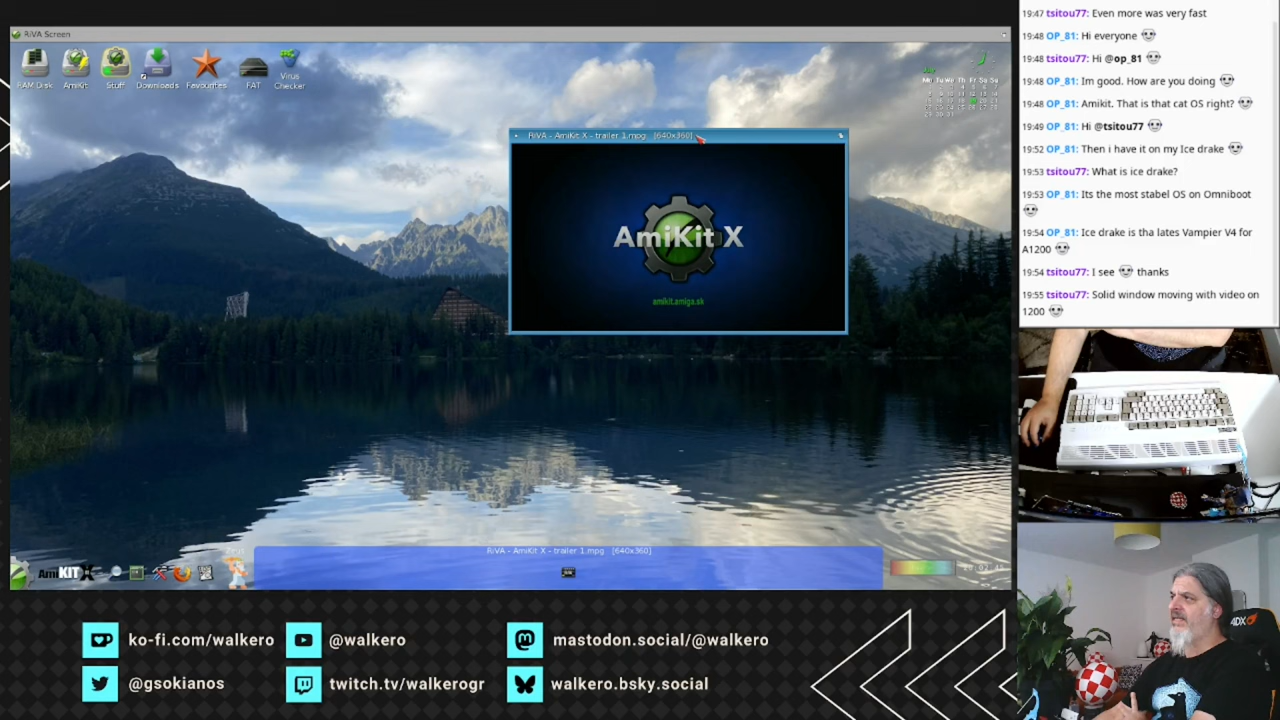 RiVA Screen
RAM Disk
AmiKit
Stuff
Downloads
Favourites
FAT
Virus
Checker
RiVA - AmiKit X - trailer 1.mpg [640x360]
AmiKit X
amikit.amiga.sk
RiVA - AmiKit X - trailer 1.mpg [640x360]
AmiKIT X
19:47 tsitou77: Even more was very fast
19:48 OP_81: Hi everyone
19:48 tsitou77: Hi @op_81
19:48 OP_81: Im good. How are you doing
19:48 OP_81: Amikit. That is that cat OS right?
19:49 OP_81: Hi @tsitou77
19:52 OP_81: Then i have it on my Ice drake
19:53 tsitou77: What is ice drake?
19:53 OP_81: Its the most stabel OS on Omniboot
19:54 OP_81: Ice drake is tha lates Vampier V4 for
A1200
19:54 tsitou77: I see thanks
19:55 tsitou77: Solid window moving with video on
1200
ko-fi.com/walkero
@walkero
mastodon.social/@walkero
@gsokianos
twitch.tv/walkerogr
walkero.bsky.social